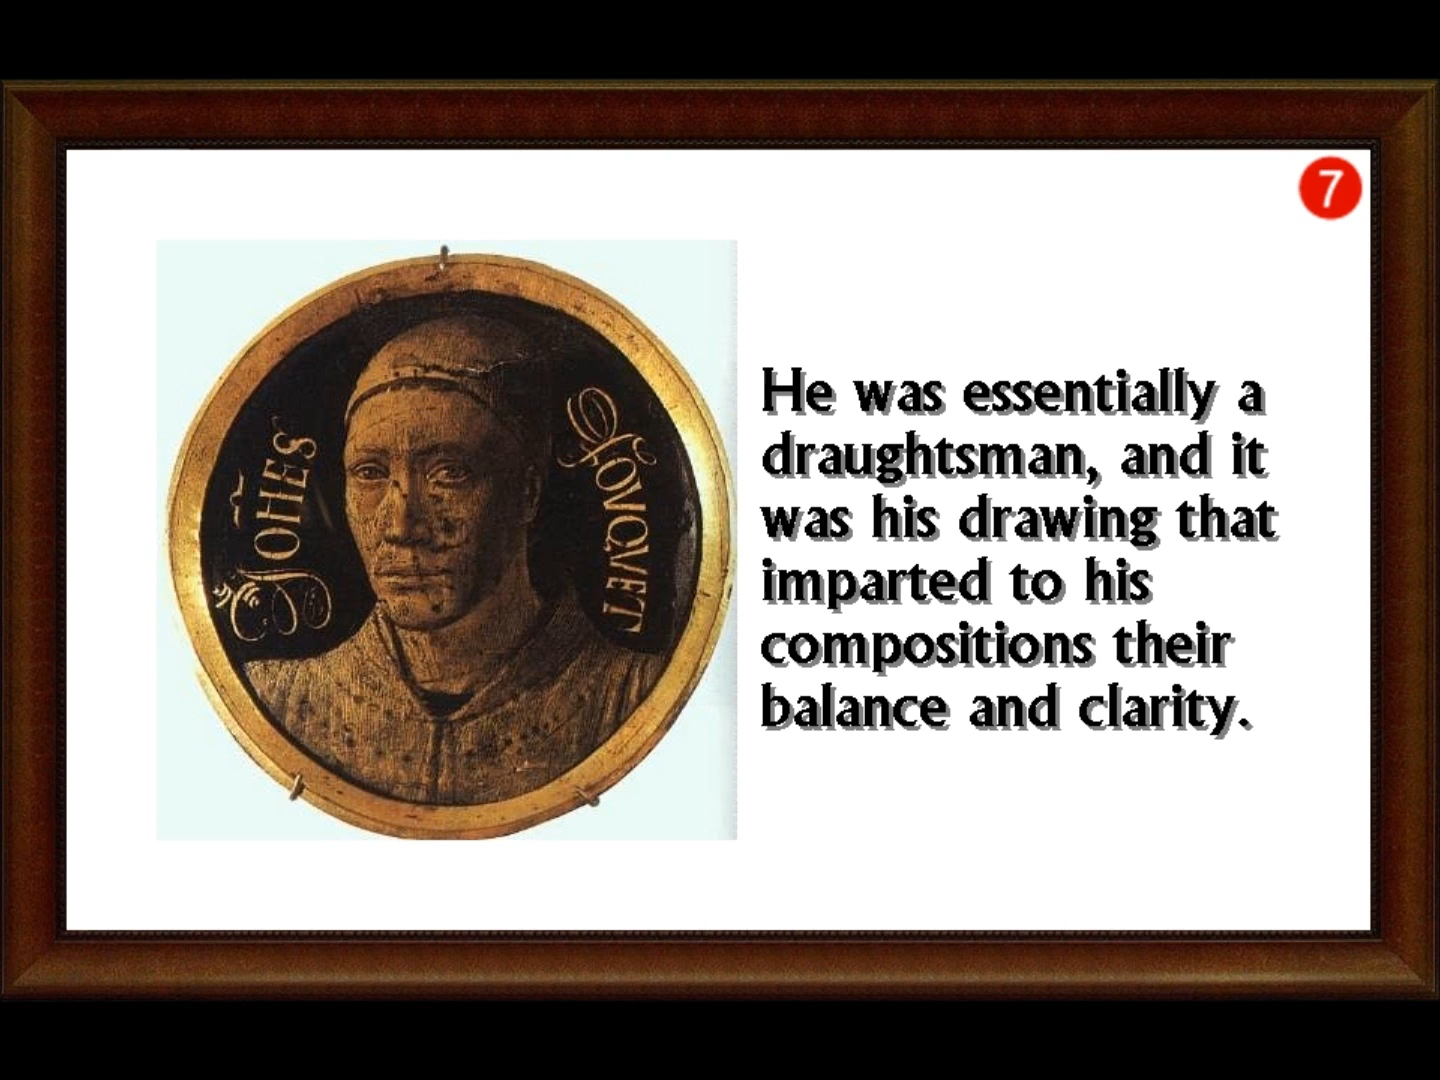 7
JOHES
FOVQVET
He was essentially a
draughtsman, and it
was his drawing that
imparted to his
compositions their
balance and clarity.